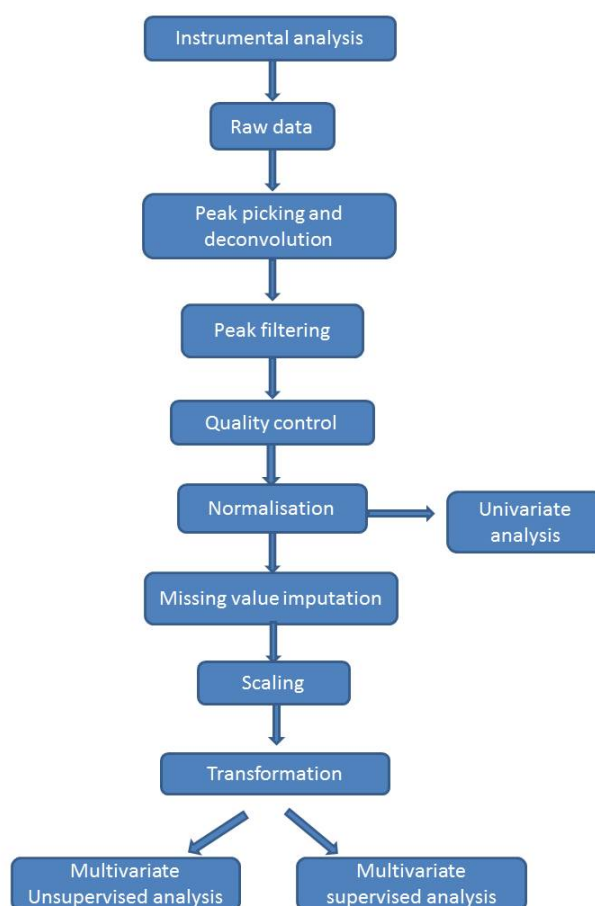 Instrumental analysis
Raw data
Peak picking and
deconvolution
Peak filtering
Quality control
Normalisation
Univariate
analysis
Missing value imputation
Scaling
Transformation
Multivariate
Unsupervised analysis
Multivariate
supervised analysis